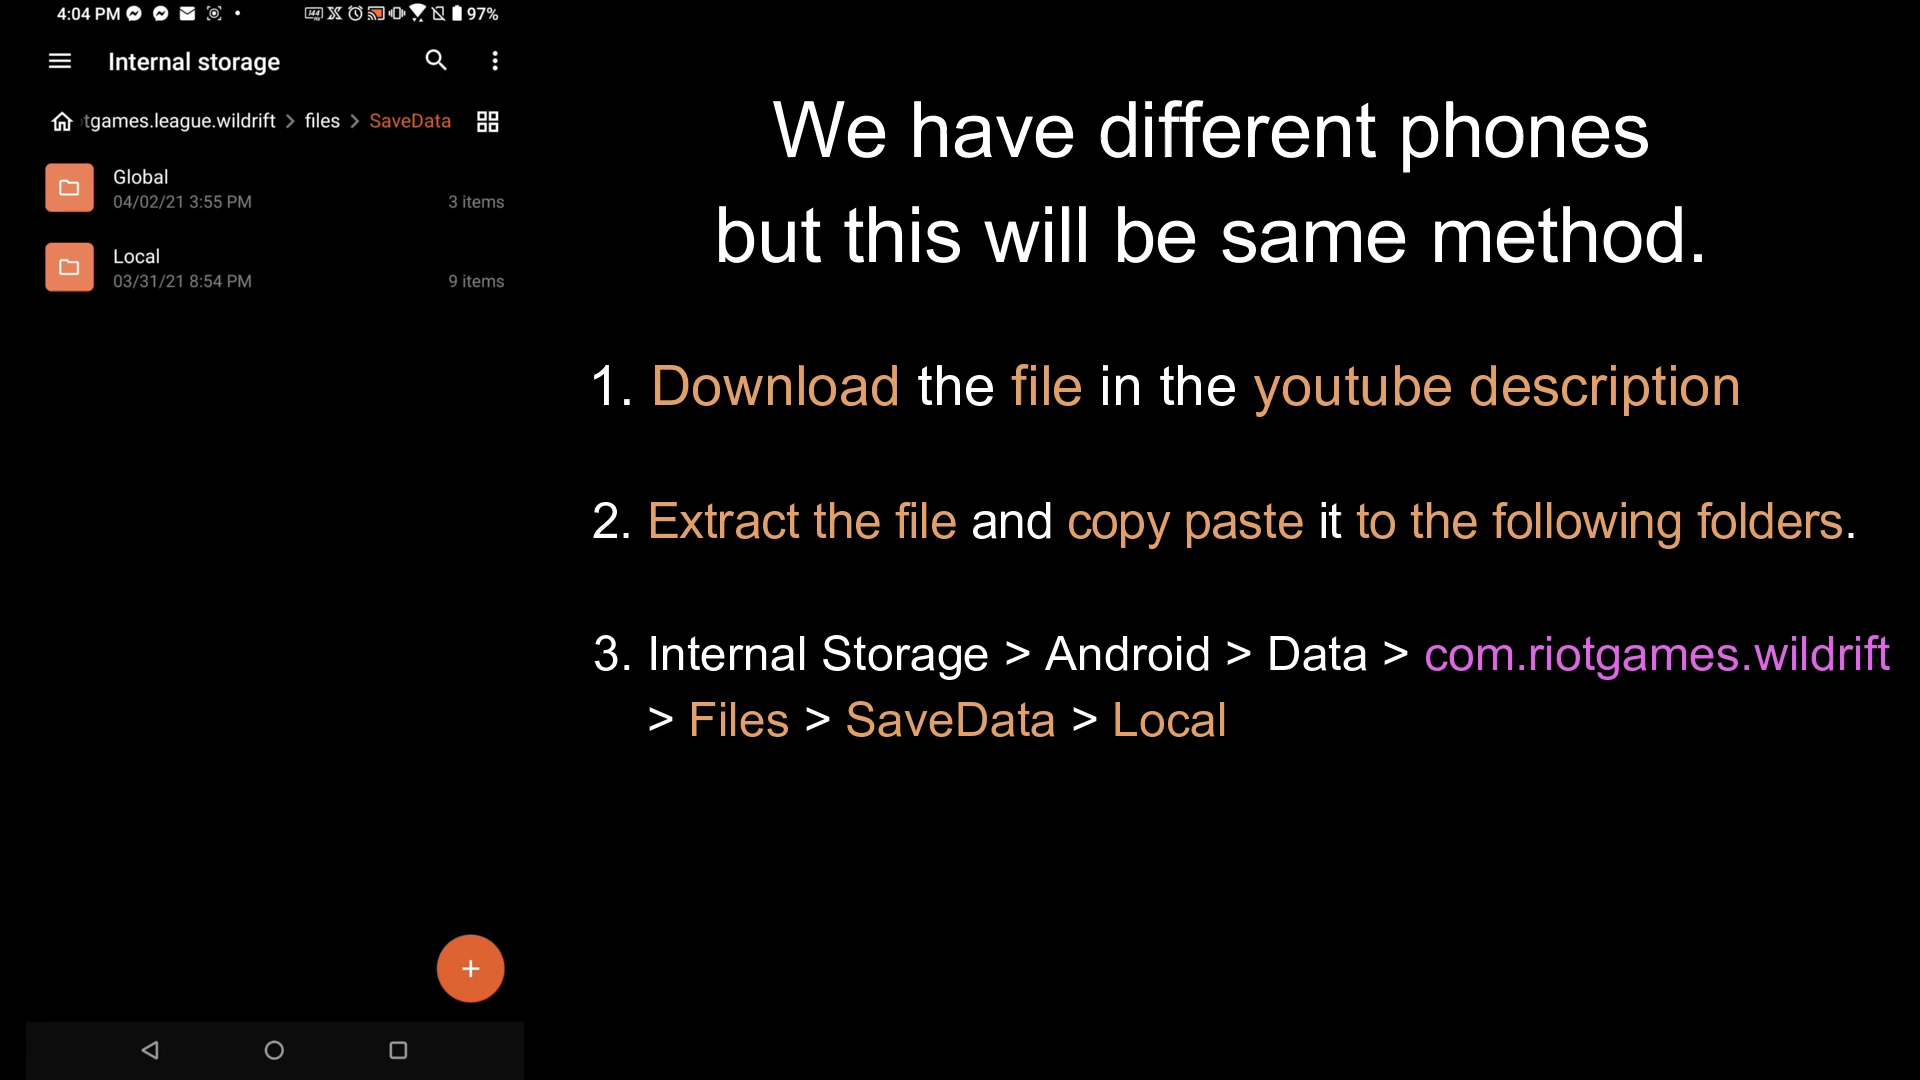 4:04 PM
144
97%
Internal storage
tgames.league.wildrift > files > SaveData
Global
04/02/21 3:55 PM
3 items
Local
03/31/21 8:54 PM
9 items
We have different phones
but this will be same method.
1. Download the file in the youtube description
2. Extract the file and copy paste it to the following folders.
3. Internal Storage > Android > Data > com.riotgames.wildrift
> Files > SaveData > Local